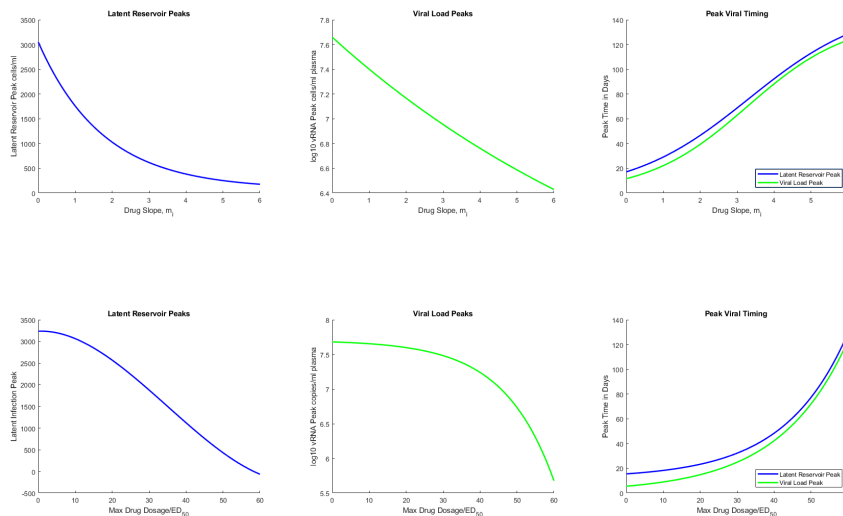 Latent Reservoir Peaks
Latent Reservoir Peak cells/ml
3500
3000
2500
2000
1500
1000
500
0
0 1 2 3 4 5 6
Drug Slope, m_i
Viral Load Peaks
log10 vRNA Peak cells/ml plasma
7.8
7.6
7.4
7.2
7
6.8
6.6
6.4
0 1 2 3 4 5 6
Drug Slope, m_i
Peak Viral Timing
Peak Time in Days
140
120
100
80
60
40
20
0
0 1 2 3 4 5
Latent Reservoir Peak
Viral Load Peak
Drug Slope, m_i
Latent Reservoir Peaks
Latent Infection Peak
3500
3000
2500
2000
1500
1000
500
0
-500
0 10 20 30 40 50 60
Max Drug Dosage/ED_50
Viral Load Peaks
log10 vRNA Peak copies/ml plasma
8
7.5
7
6.5
6
5.5
0 10 20 30 40 50 60
Max Drug Dosage/ED_50
Peak Viral Timing
Peak Time in Days
140
120
100
80
60
40
20
0
0 10 20 30 40 50
Latent Reservoir Peak
Viral Load Peak
Max Drug Dosage/ED_50